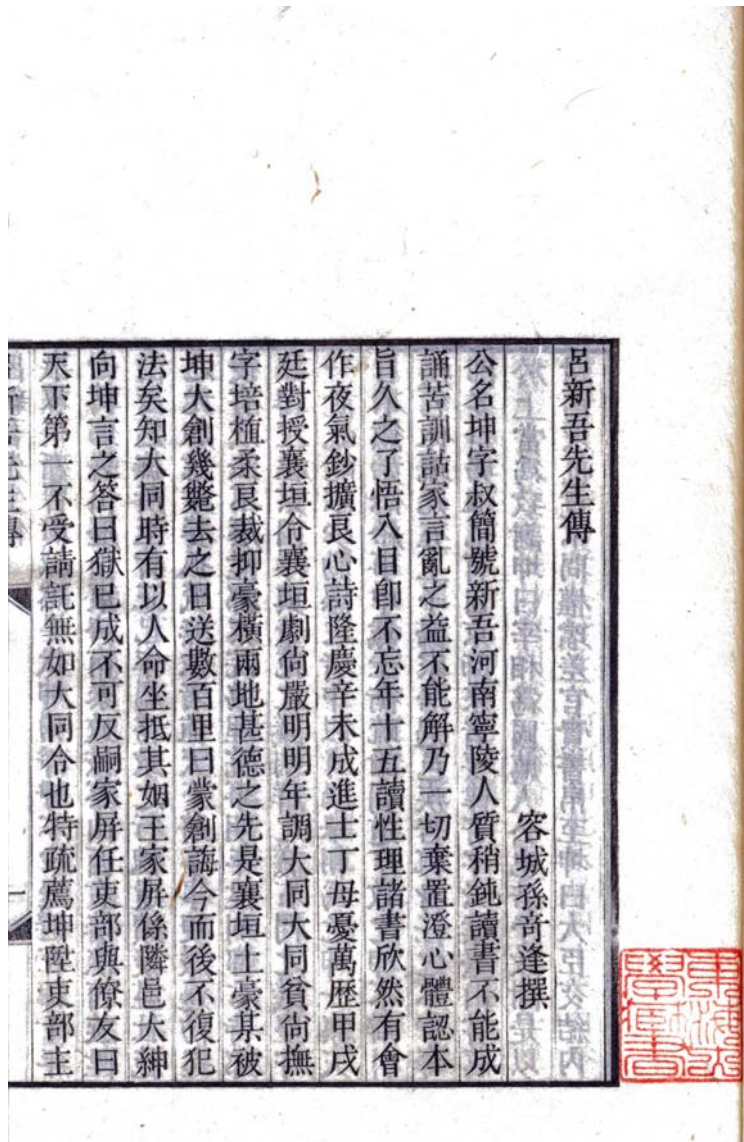 呂新吾先生傳
容城孫奇逢撰
公名坤字叔簡號新吾河南寧陵人質稍鈍讀書不能成
誦苦訓詁家言亂之益不能解乃一切棄置澄心體認本
旨久之了悟入目卽不忘年十五讀性理諸書欣然有會
作夜氣鈔擴良心詩隆慶辛未成進士丁母憂萬歷甲戌
廷對授襄垣令襄垣劇尙嚴明明年調大同大同貧尙撫
字培植柔良裁抑豪橫兩地甚德之先是襄垣土豪某被
坤大創幾斃去之日送數百里曰蒙創誨今而後不復犯
法矣知大同時有以人命坐抵其姻王家屏係隣邑大紳
向坤言之答曰獄已成不可反嗣家屏任吏部與僚友曰
天下第一不受請託無如大同令也特疏薦坤陞吏部主